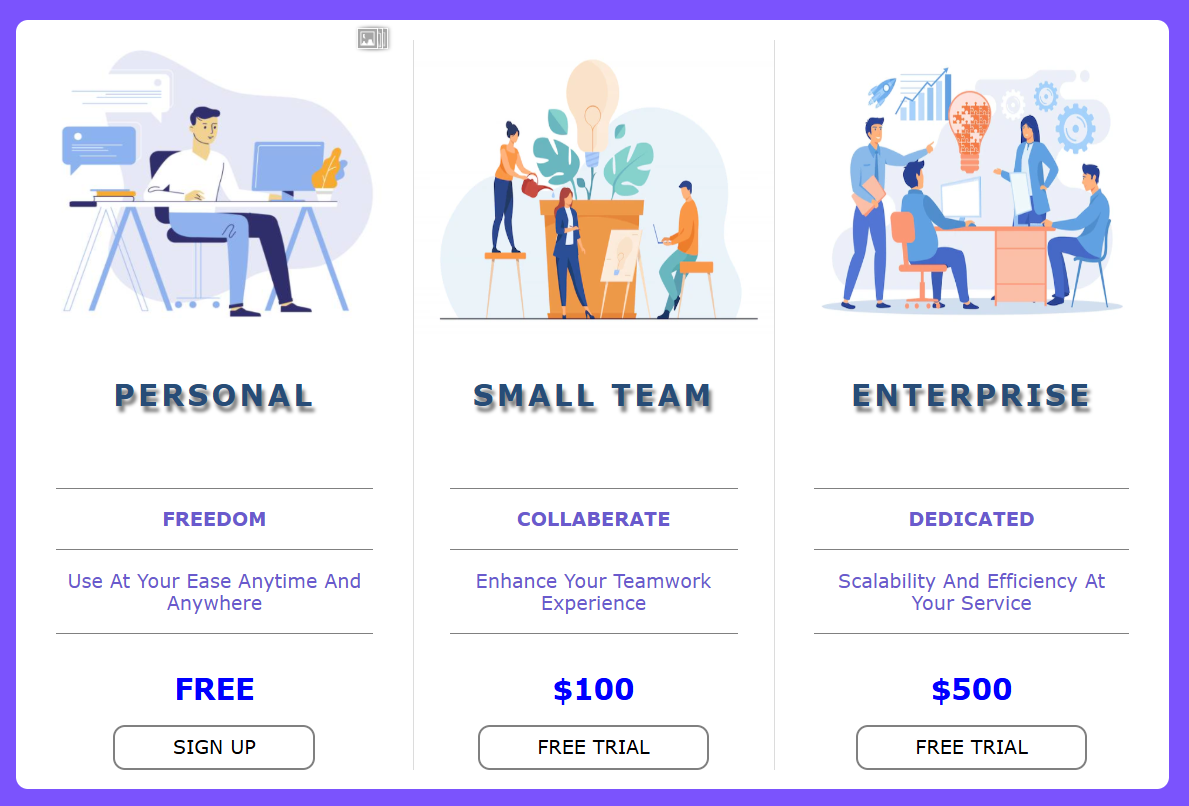 PERSONAL
FREEDOM
Use At Your Ease Anytime And
Anywhere
FREE
SIGN UP
SMALL TEAM
COLLABERATE
Enhance Your Teamwork
Experience
$100
FREE TRIAL
ENTERPRISE
DEDICATED
Scalability And Efficiency At
Your Service
$500
FREE TRIAL